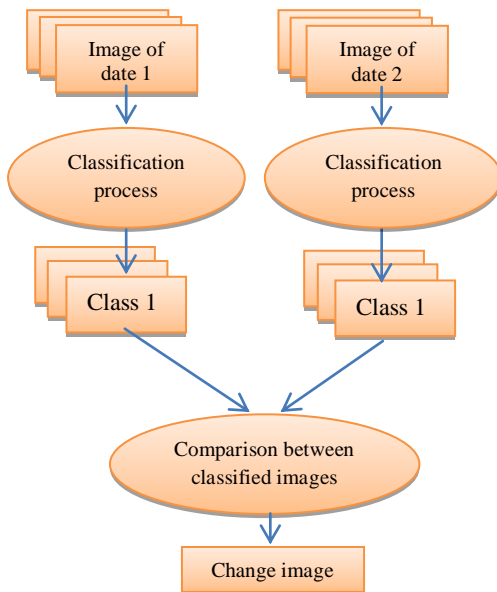 Image of
date 1
Image of
date 2
Classification
process
Classification
process
Class 1
Class 1
Comparison between
classified images
Change image